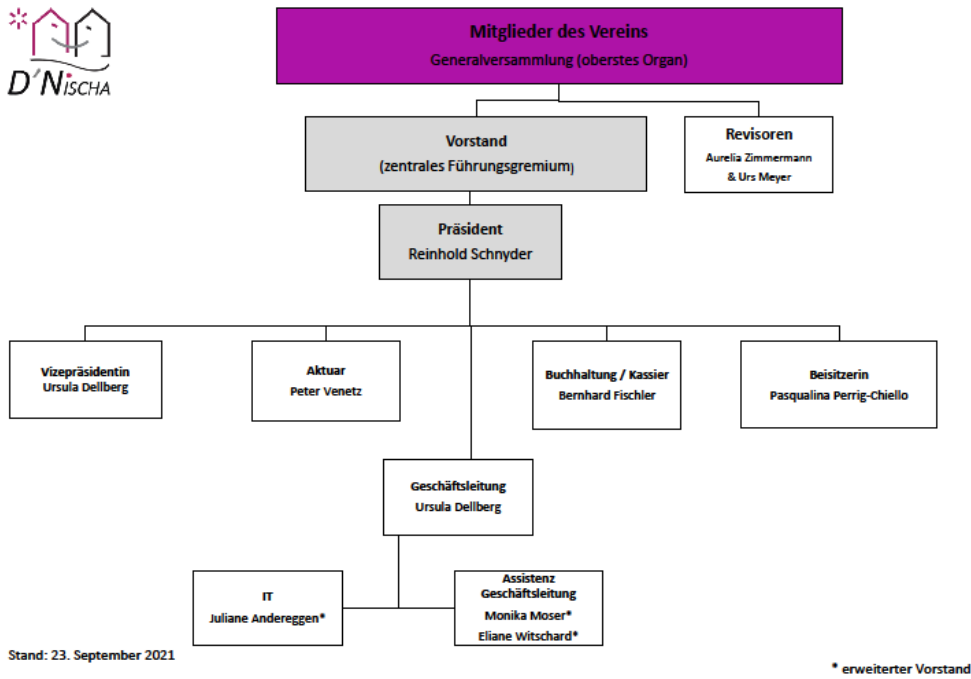 D'NISCHA
Mitglieder des Vereins
Generalversammlung (oberstes Organ)
Vorstand
(zentrales Führungsgremium)
Revisoren
Aurelia Zimmermann
& Urs Meyer
Präsident
Reinhold Schnyder
Vizepräsidentin
Ursula Dellberg
Aktuar
Peter Venetz
Buchhaltung / Kassier
Bernhard Fischler
Beisitzerin
Pasqualina Perrig-Chiello
Geschäftsleitung
Ursula Dellberg
IT
Juliane Andereggen*
Assistenz
Geschäftsleitung
Monika Moser*
Eliane Witschard*
Stand: 23. September 2021
* erweiterter Vorstand